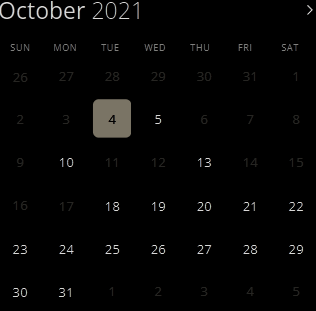 October 2021
SUN MON TUE WED THU FRI SAT
26 27 28 29 30 31 1
2 3 4 5 6 7 8
9 10 11 12 13 14 15
16 17 18 19 20 21 22
23 24 25 26 27 28 29
30 31 1 2 3 4 5